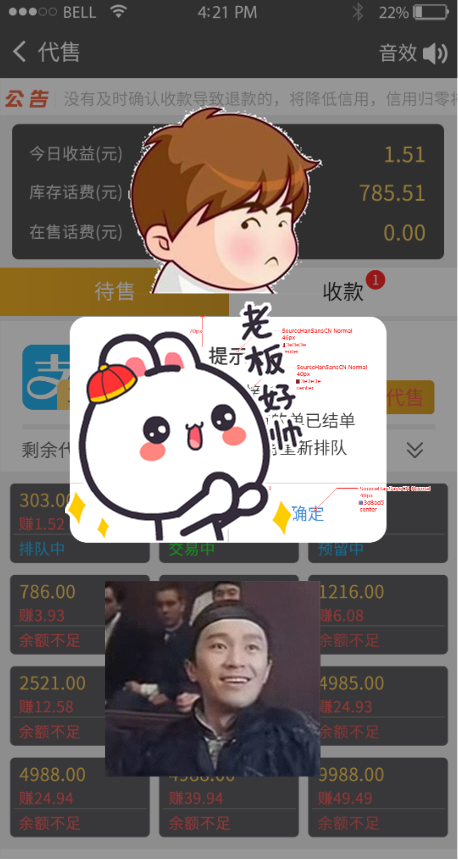 BELL 4:21 PM 22%
代售
音效
公告 没有及时确认收款导致退款的，将降低信用，信用归零将
今日收益(元) 1.51
库存话费(元) 785.51
在售话费(元) 0.00
待售
收款 1
老板好帅
提示
SourceHanSansCN Normal
40px
center
SourceHanSansCN Normal
40px
center
代售
单已结单
重新排队
剩余
确定
SourceHanSansCN Normal
40px
center
303.00
赚1.52
排队中
交易中
预留中
786.00
赚3.93
余额不足
1216.00
赚6.08
余额不足
2521.00
赚12.58
余额不足
4985.00
赚24.93
余额不足
4988.00
赚24.94
余额不足
4988.00
赚39.94
余额不足
9988.00
赚49.49
余额不足